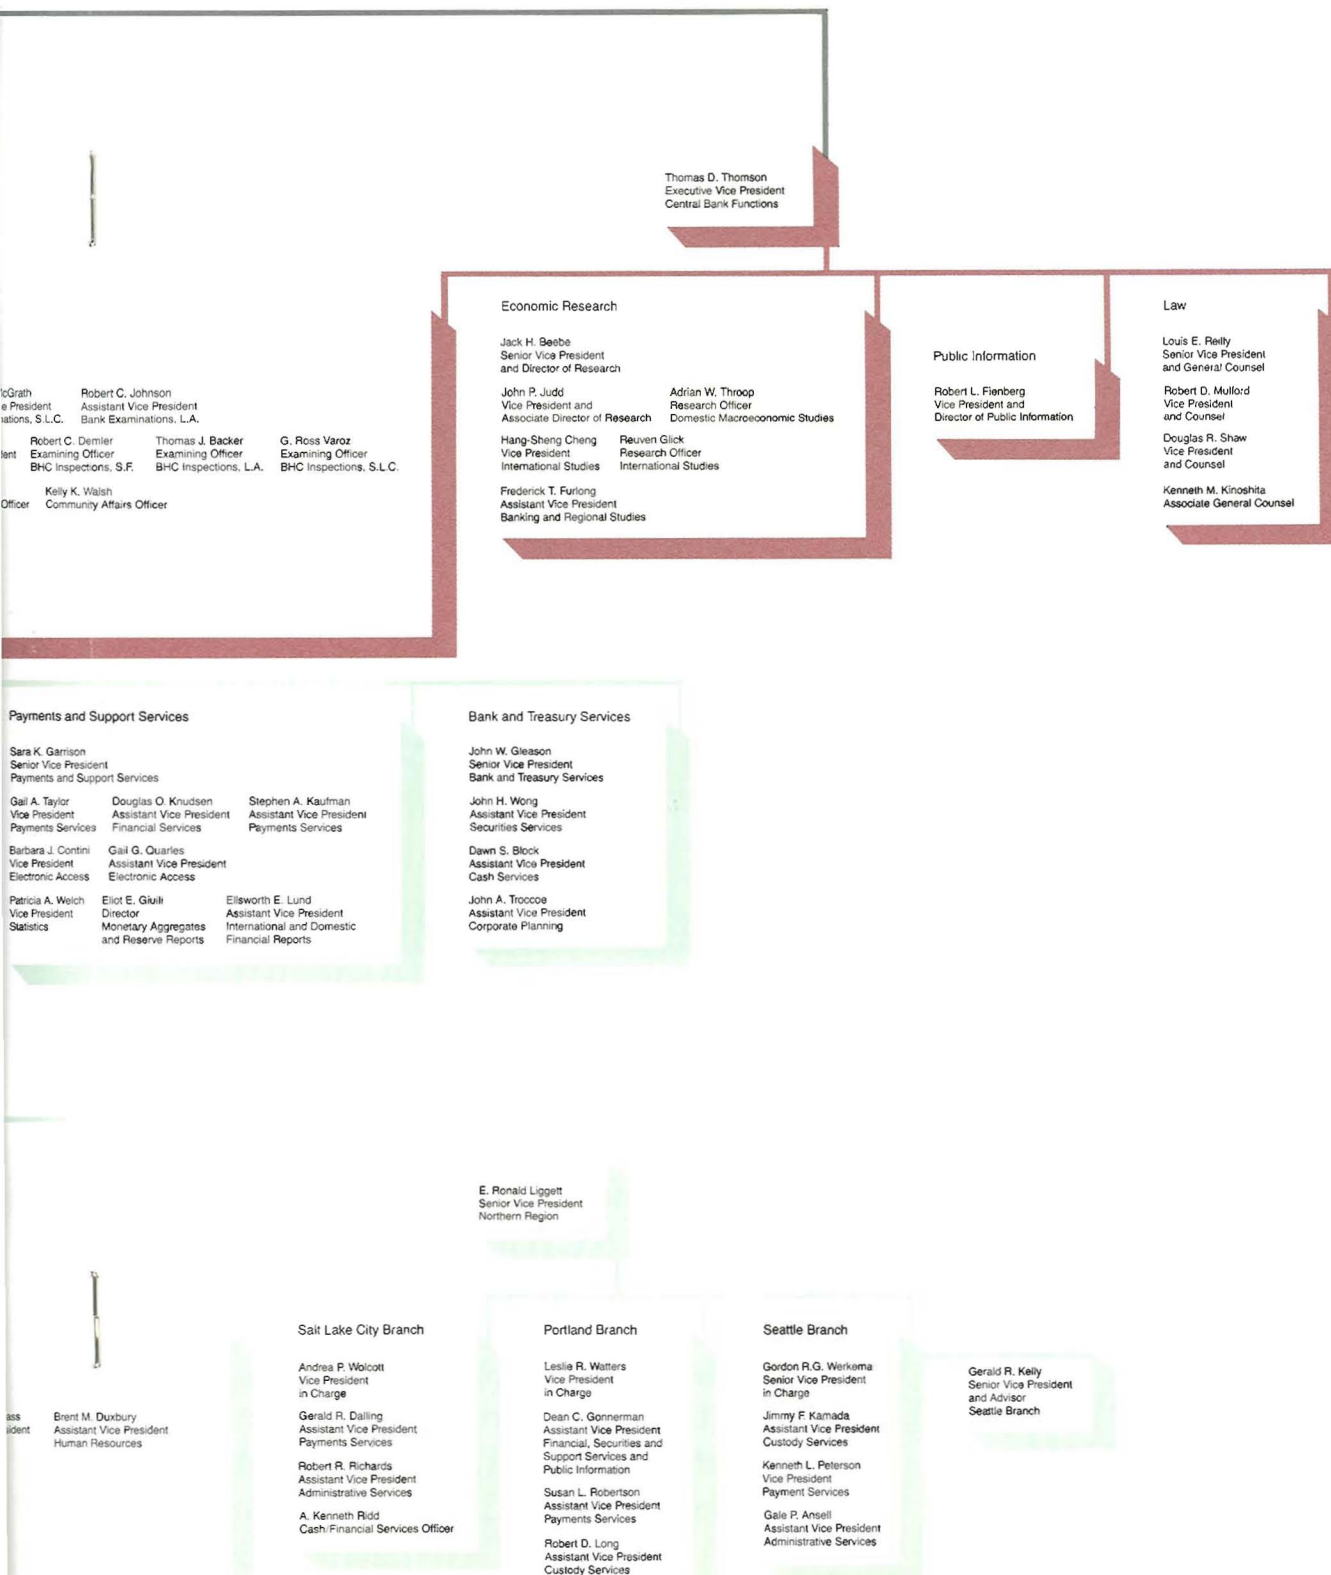 Thomas D. Thomson
Executive Vice President
Central Bank Functions
Robert C. Johnson
Assistant Vice President
Bank Examinations, L.A.
S.L.C.
Robert C. Demler
Examining Officer
BHC Inspections, S.F.
Thomas J. Backer
Examining Officer
BHC Inspections, L.A.
G. Ross Varoz
Examining Officer
BHC Inspections, S.L.C.
Officer
Kelly K. Walsh
Community Affairs Officer
Economic Research
Jack H. Beebe
Senior Vice President
and Director of Research
John P. Judd
Vice President and
Associate Director of Research
Adrian W. Throop
Research Officer
Domestic Macroeconomic Studies
Hang-Sheng Cheng
Vice President
International Studies
Reuven Glick
Research Officer
International Studies
Frederick T. Furlong
Assistant Vice President
Banking and Regional Studies
Public Information
Robert L. Fienberg
Vice President and
Director of Public Information
Law
Louis E. Reilly
Senior Vice President
and General Counsel
Robert D. Mulford
Vice President
and Counsel
Douglas R. Shaw
Vice President
and Counsel
Kenneth M. Kinoshita
Associate General Counsel
Payments and Support Services
Sara K. Garrison
Senior Vice President
Payments and Support Services
Gail A. Taylor
Vice President
Payments Services
Douglas O. Knudsen
Assistant Vice President
Financial Services
Stephen A. Kaufman
Assistant Vice President
Payments Services
Barbara J. Contini
Vice President
Electronic Access
Gail G. Quarles
Assistant Vice President
Electronic Access
Patricia A. Welch
Vice President
Statistics
Eliot E. Giuili
Director
Monetary Aggregates
and Reserve Reports
Ellsworth E. Lund
Assistant Vice President
International and Domestic
Financial Reports
Bank and Treasury Services
John W. Gleason
Senior Vice President
Bank and Treasury Services
John H. Wong
Assistant Vice President
Securities Services
Dawn S. Block
Assistant Vice President
Cash Services
John A. Troccoe
Assistant Vice President
Corporate Planning
E. Ronald Liggett
Senior Vice President
Northern Region
Brent M. Duxbury
Assistant Vice President
Human Resources
Salt Lake City Branch
Andrea P. Wolcott
Vice President
in Charge
Gerald R. Dalling
Assistant Vice President
Payments Services
Robert R. Richards
Assistant Vice President
Administrative Services
A. Kenneth Ridd
Cash/Financial Services Officer
Portland Branch
Leslie R. Watters
Vice President
in Charge
Dean C. Gonnerman
Assistant Vice President
Financial, Securities and
Support Services and
Public Information
Susan L. Robertson
Assistant Vice President
Payments Services
Robert D. Long
Assistant Vice President
Custody Services
Seattle Branch
Gordon R.G. Werkema
Senior Vice President
in Charge
Jimmy F. Kamada
Assistant Vice President
Custody Services
Kenneth L. Peterson
Vice President
Payment Services
Gale P. Ansell
Assistant Vice President
Administrative Services
Gerald R. Kelly
Senior Vice President
and Advisor
Seattle Branch